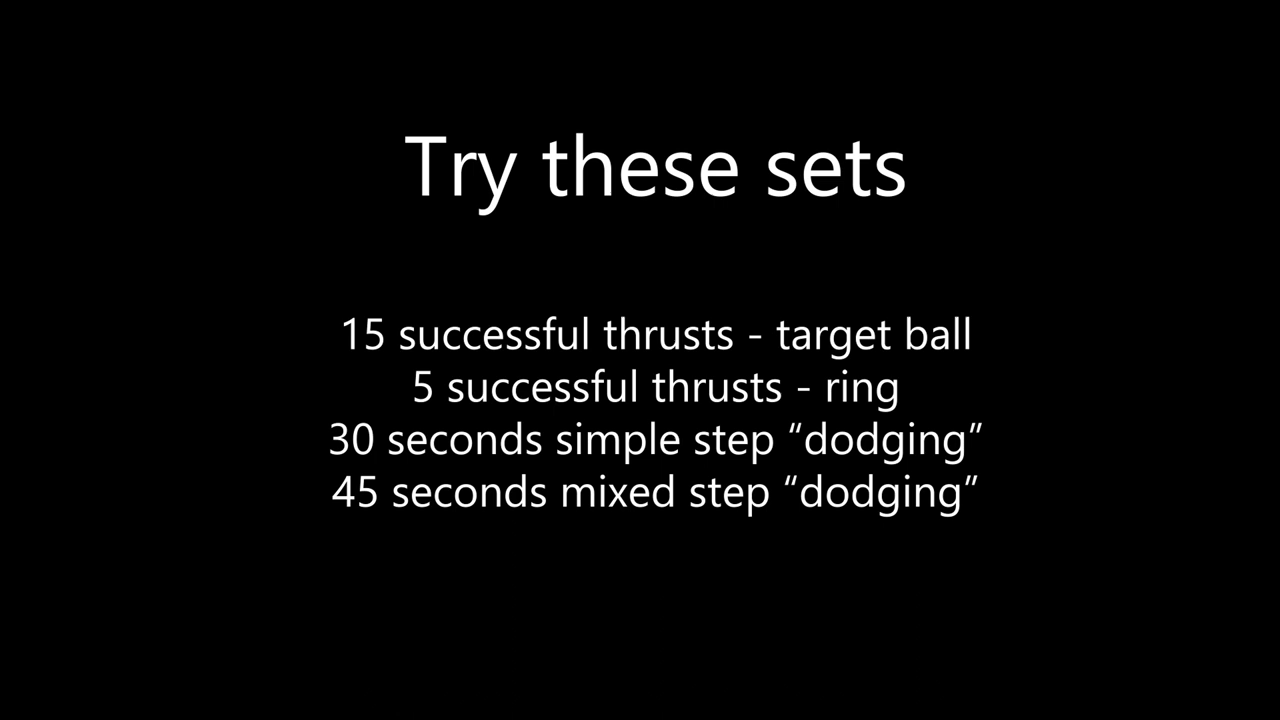 Try these sets
15 successful thrusts - target ball
5 successful thrusts - ring
30 seconds simple step “dodging”
45 seconds mixed step “dodging”